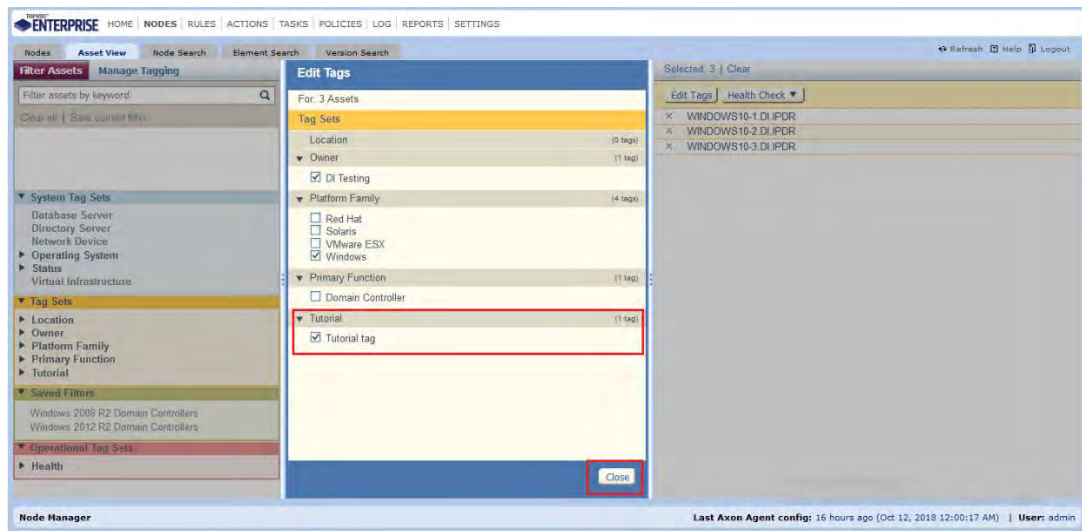 TRIPWIRE
ENTERPRISE HOME NODES RULES ACTIONS TASKS POLICIES LOG REPORTS SETTINGS
Nodes Asset View Node Search Element Search Version Search Refresh Help Logout
Filter Assets Manage Tagging
Filter assets by keyword
Clear all | Save current filter
System Tag Sets
Database Server
Directory Server
Network Device
Operating System
Status
Virtual Infrastructure
Tag Sets
Location
Owner
Platform Family
Primary Function
Tutorial
Saved Filters
Windows 2008 R2 Domain Controllers
Windows 2012 R2 Domain Controllers
Operational Tag Sets
Health
Edit Tags
For: 3 Assets
Tag Sets
Location (0 tags)
Owner (1 tag)
DI Testing
Platform Family (4 tags)
Red Hat
Solaris
VMware ESX
Windows
Primary Function (1 tag)
Domain Controller
Tutorial (1 tag)
Tutorial tag
Close
Selected: 3 | Clear
Edit Tags Health Check
WINDOWS10-1.DI.IPDR
WINDOWS10-2.DI.IPDR
WINDOWS10-3.DI.IPDR
Node Manager Last Axon Agent config: 16 hours ago (Oct 12, 2018 12:00:17 AM) | User: admin